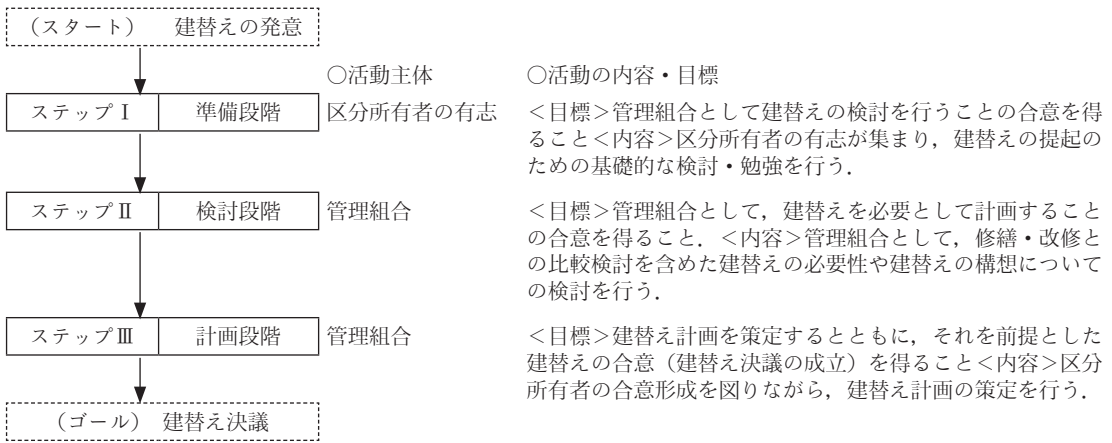 （スタート） 建替えの発意
○活動主体 ○活動の内容・目標
ステップⅠ 準備段階 区分所有者の有志 ＜目標＞管理組合として建替えの検討を行うことの合意を得
ること＜内容＞区分所有者の有志が集まり，建替えの提起の
ための基礎的な検討・勉強を行う．
ステップⅡ 検討段階 管理組合 ＜目標＞管理組合として，建替えを必要として計画すること
の合意を得ること．＜内容＞管理組合として，修繕・改修と
の比較検討を含めた建替えの必要性や建替えの構想について
の検討を行う．
ステップⅢ 計画段階 管理組合 ＜目標＞建替え計画を策定するとともに，それを前提とした
建替えの合意（建替え決議の成立）を得ること＜内容＞区分
所有者の合意形成を図りながら，建替え計画の策定を行う．
（ゴール） 建替え決議